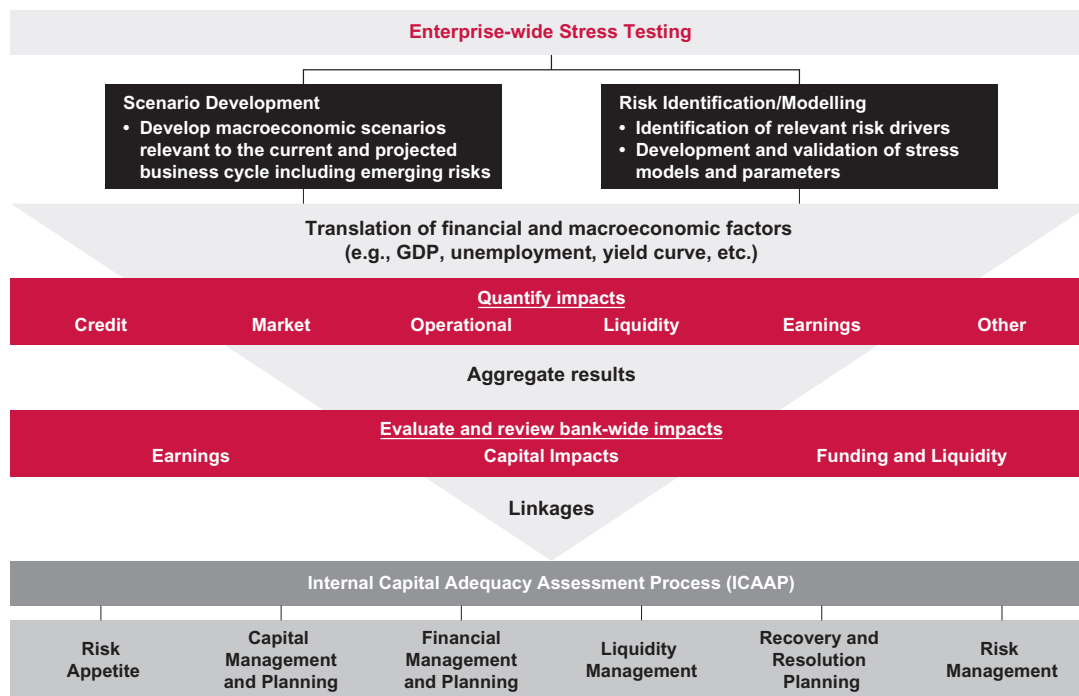 Enterprise-wide Stress Testing
Scenario Development
• Develop macroeconomic scenarios
relevant to the current and projected
business cycle including emerging risks
Risk Identification/Modelling
• Identification of relevant risk drivers
• Development and validation of stress
models and parameters
Translation of financial and macroeconomic factors
(e.g., GDP, unemployment, yield curve, etc.)
Quantify impacts
Credit Market Operational Liquidity Earnings Other
Aggregate results
Evaluate and review bank-wide impacts
Earnings Capital Impacts Funding and Liquidity
Linkages
Internal Capital Adequacy Assessment Process (ICAAP)
Risk
Appetite
Capital
Management
and Planning
Financial
Management
and Planning
Liquidity
Management
Recovery and
Resolution
Planning
Risk
Management